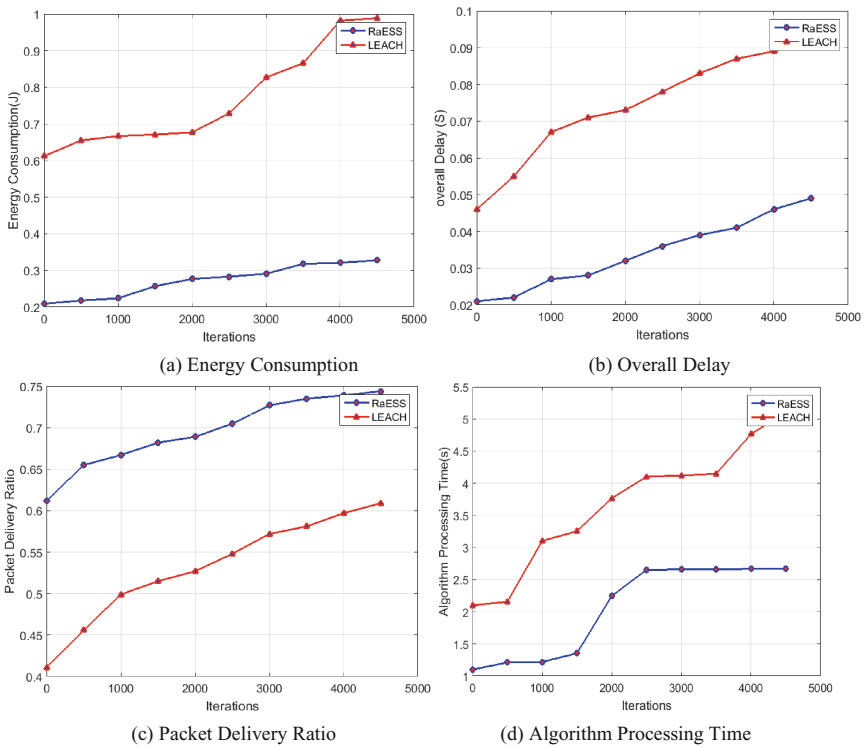 1
0.9
0.8
0.7
0.6
0.5
0.4
0.3
0.2
Energy Consumption(J)
RaESS
LEACH
0 1000 2000 3000 4000 5000
Iterations
(a) Energy Consumption
0.1
0.09
0.08
0.07
0.06
0.05
0.04
0.03
0.02
overall Delay (S)
RaESS
LEACH
0 1000 2000 3000 4000 5000
Iterations
(b) Overall Delay
0.75
0.7
0.65
0.6
0.55
0.5
0.45
0.4
Packet Delivery Ratio
RaESS
LEACH
0 1000 2000 3000 4000 5000
Iterations
(c) Packet Delivery Ratio
5.5
5
4.5
4
3.5
3
2.5
2
1.5
1
Algorithm Processing Time(s)
RaESS
LEACH
0 1000 2000 3000 4000 5000
Iterations
(d) Algorithm Processing Time